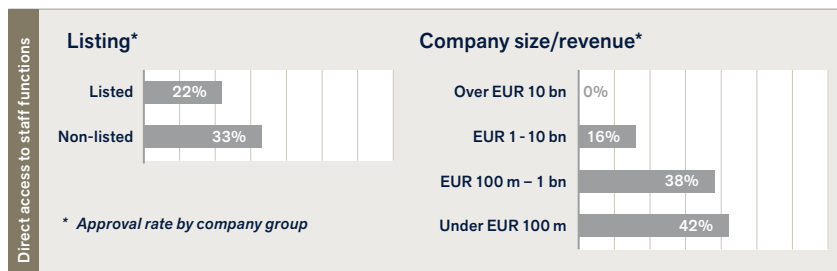 Direct access to staff functions
Listing*
Listed 22%
Non-listed 33%
* Approval rate by company group
Company size/revenue*
Over EUR 10 bn 0%
EUR 1 - 10 bn 16%
EUR 100 m – 1 bn 38%
Under EUR 100 m 42%